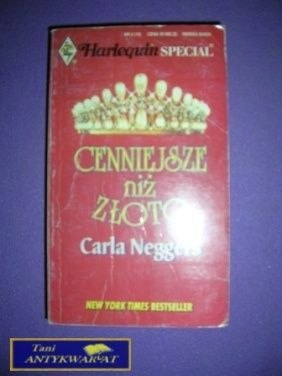 Harlequin SPECIAL
CENNIEJSZE
niż
ZŁOTO
Carla Neggers
NEW YORK TIMES BESTSELLER
Tani
ANTYKWARIAT